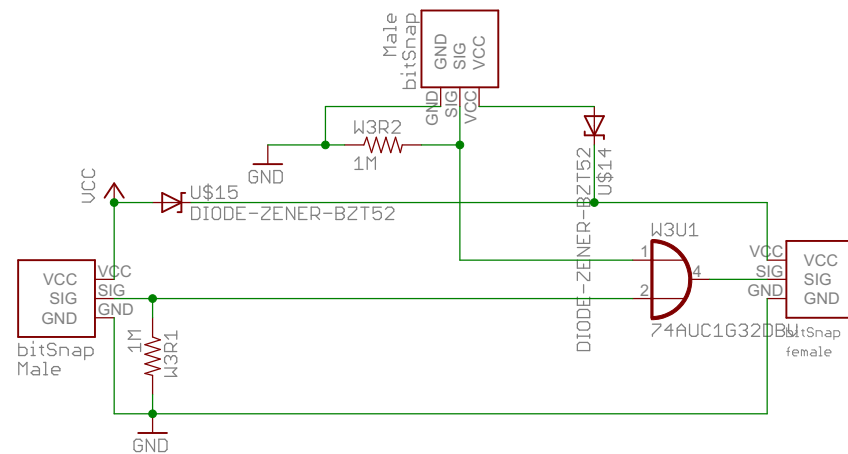 Male
bitSnap
GND
SIG
VCC
GND
SIG
VCC
W3R2
1M
GND
DIODE-ZENER-BZT52
U$14
VCC
U$15
DIODE-ZENER-BZT52
W3U1
1
2
4
74AUC1G32DBV
VCC
SIG
GND
VCC
SIG
GND
bitSnap
Male
1M
W3R1
GND
VCC
SIG
GND
VCC
SIG
GND
bitSnap
female